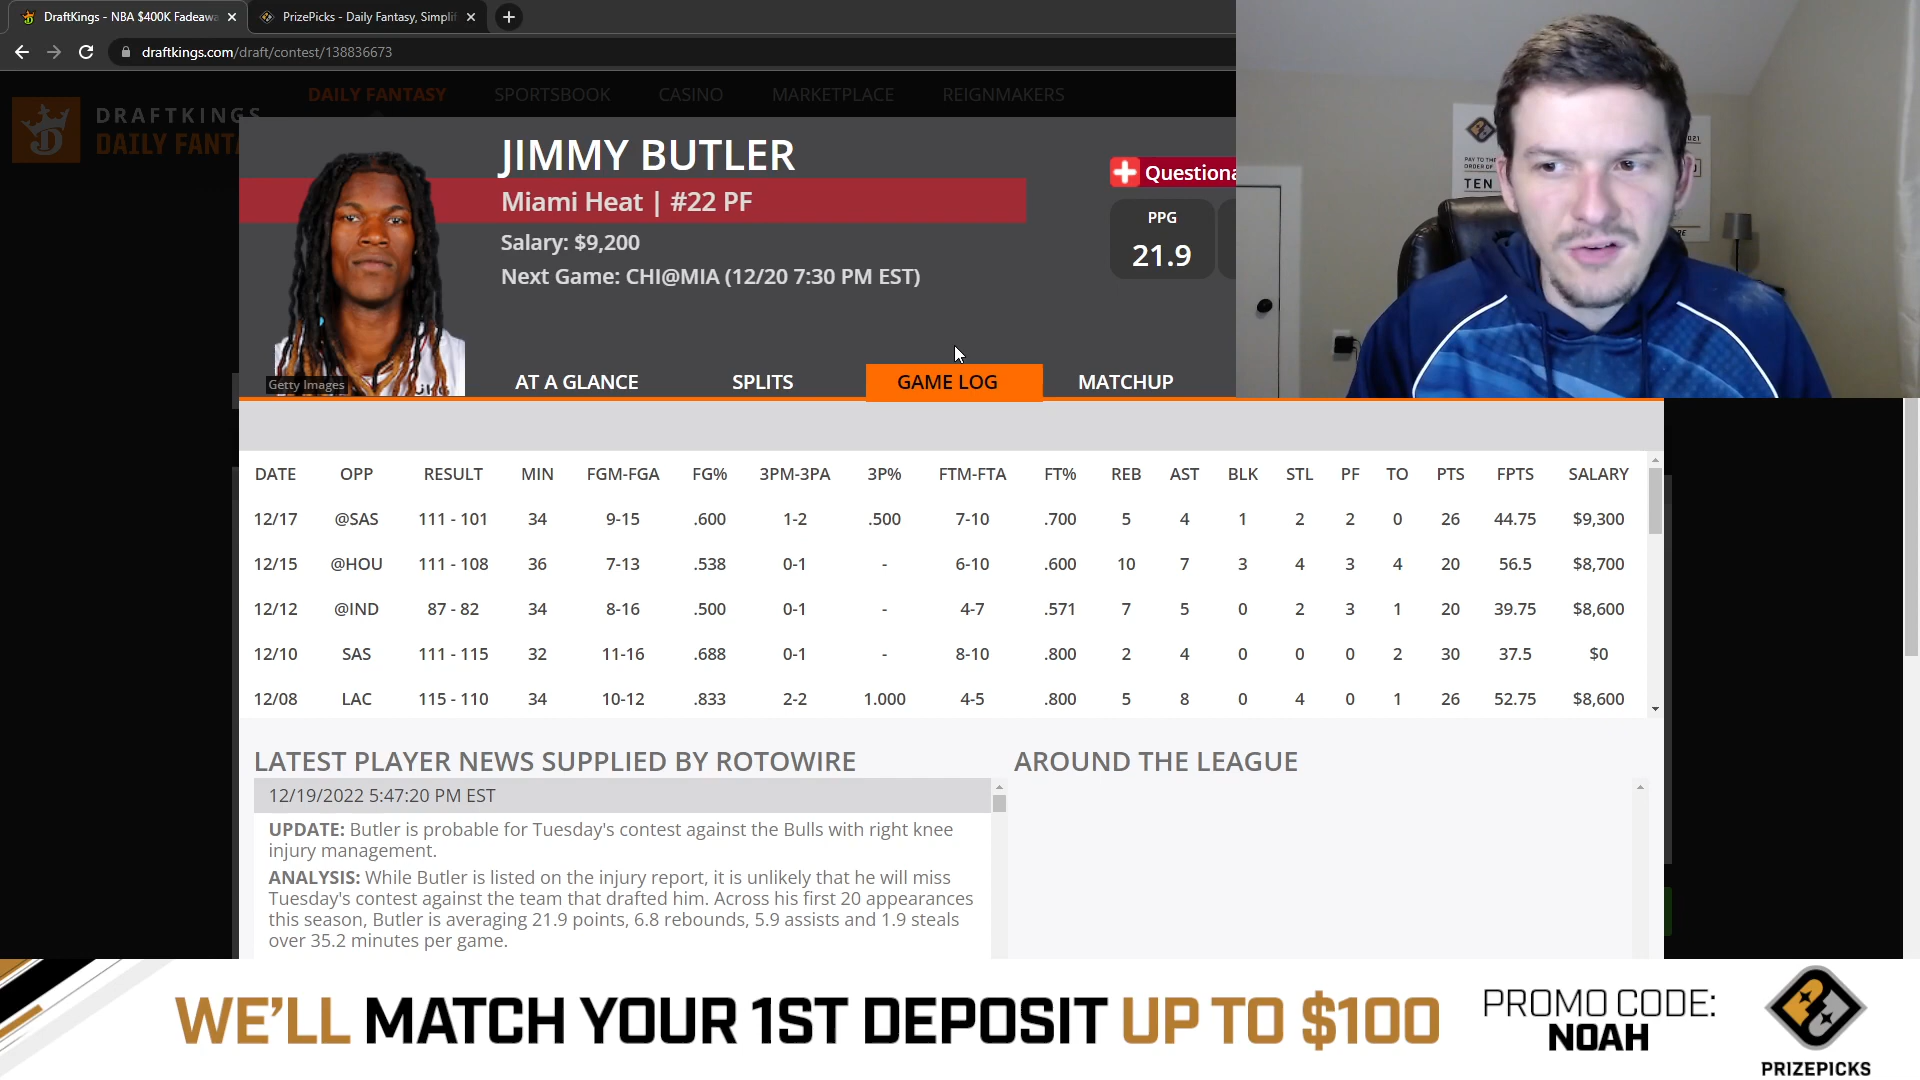 DraftKings - NBA $400K Fadeawa
PrizePicks - Daily Fantasy, Simplif
draftkings.com/draft/contest/138836673
DRAFTKINGS
DAILY FANTA
DAILY FANTASY SPORTSBOOK CASINO MARKETPLACE REIGNMAKERS
JIMMY BUTLER
Miami Heat | #22 PF
Salary: $9,200
Next Game: CHI@MIA (12/20 7:30 PM EST)
Questiona
PPG
21.9
Getty Images
AT A GLANCE SPLITS GAME LOG MATCHUP
PAY TO THE
ORDER OF
TEN
DATE OPP RESULT MIN FGM-FGA FG% 3PM-3PA 3P% FTM-FTA FT% REB AST BLK STL PF TO PTS FPTS SALARY
12/17 @SAS 111 - 101 34 9-15 .600 1-2 .500 7-10 .700 5 4 1 2 2 0 26 44.75 $9,300
12/15 @HOU 111 - 108 36 7-13 .538 0-1 - 6-10 .600 10 7 3 4 3 4 20 56.5 $8,700
12/12 @IND 87 - 82 34 8-16 .500 0-1 - 4-7 .571 7 5 0 2 3 1 20 39.75 $8,600
12/10 SAS 111 - 115 32 11-16 .688 0-1 - 8-10 .800 2 4 0 0 0 2 30 37.5 $0
12/08 LAC 115 - 110 34 10-12 .833 2-2 1.000 4-5 .800 5 8 0 4 0 1 26 52.75 $8,600
LATEST PLAYER NEWS SUPPLIED BY ROTOWIRE
AROUND THE LEAGUE
12/19/2022 5:47:20 PM EST
UPDATE: Butler is probable for Tuesday's contest against the Bulls with right knee
injury management.
ANALYSIS: While Butler is listed on the injury report, it is unlikely that he will miss
Tuesday's contest against the team that drafted him. Across his first 20 appearances
this season, Butler is averaging 21.9 points, 6.8 rebounds, 5.9 assists and 1.9 steals
over 35.2 minutes per game.
WE'LL MATCH YOUR 1ST DEPOSIT UP TO $100
PROMO CODE:
NOAH
PRIZEPICKS